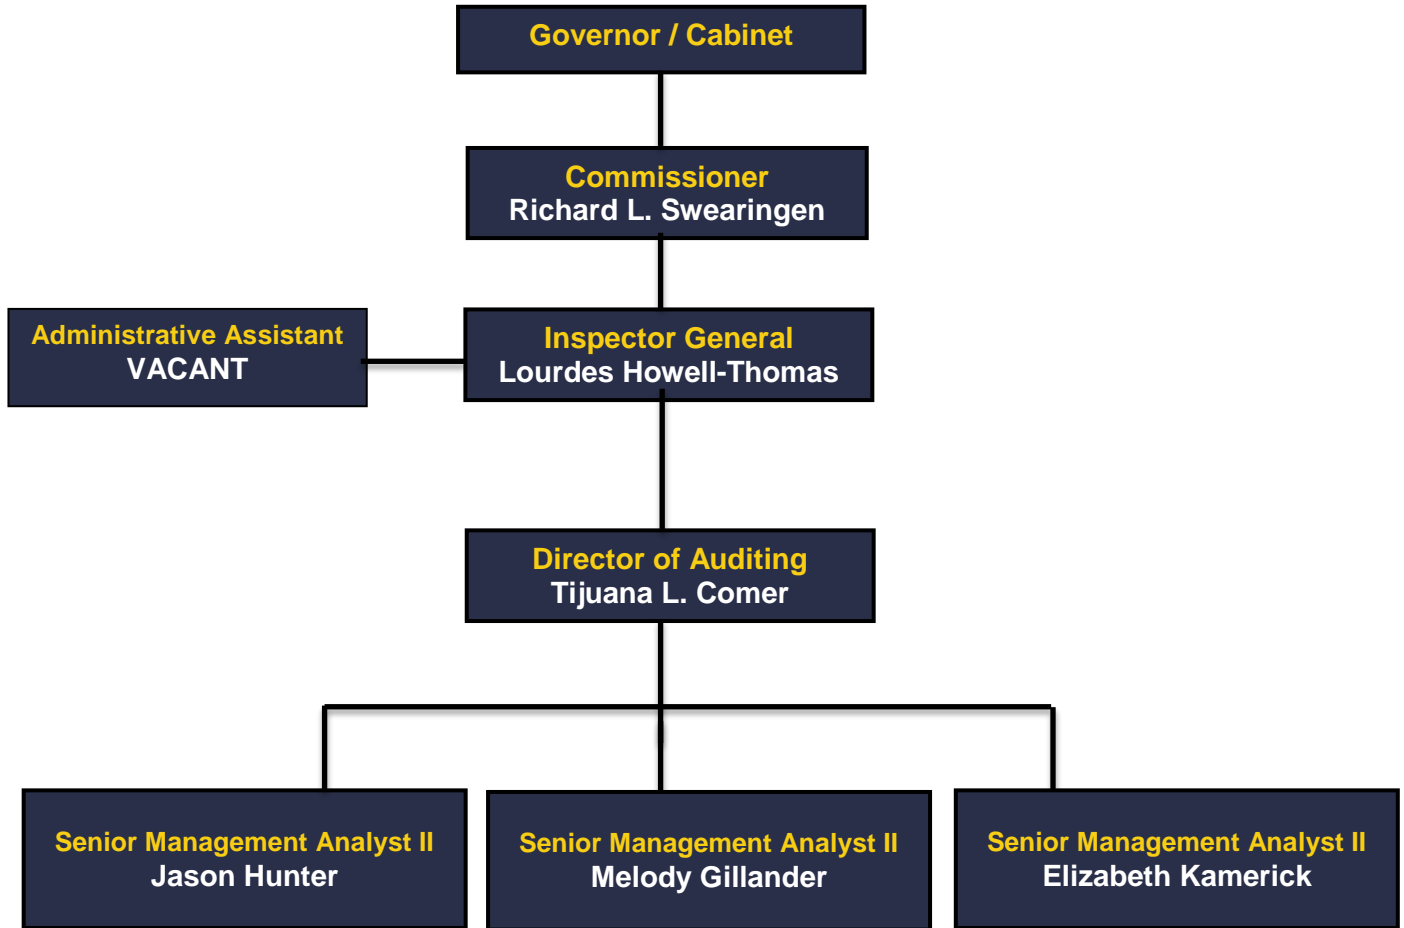 Governor / Cabinet
Commissioner
Richard L. Swearingen
Administrative Assistant
VACANT
Inspector General
Lourdes Howell-Thomas
Director of Auditing
Tijuana L. Comer
Senior Management Analyst II
Jason Hunter
Senior Management Analyst II
Melody Gillander
Senior Management Analyst II
Elizabeth Kamerick